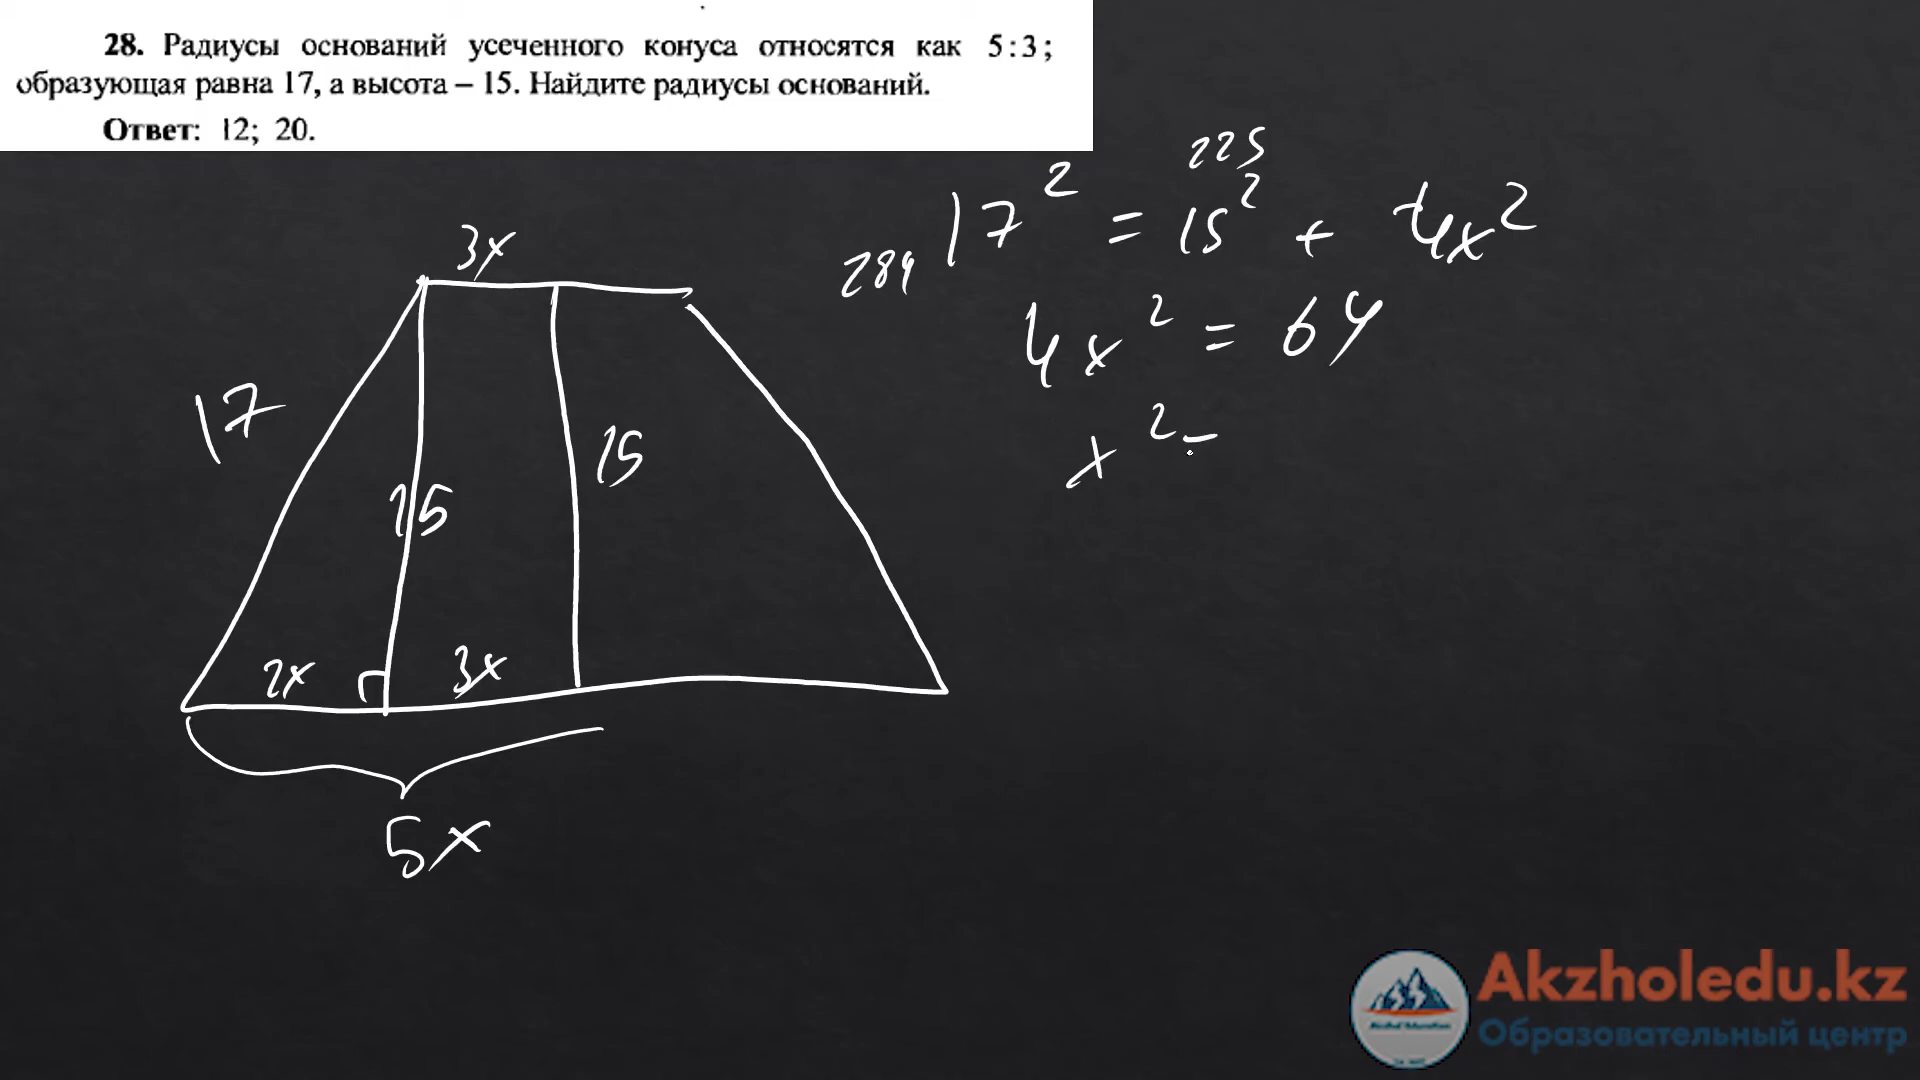 28. Радиусы оснований усеченного конуса относятся как 5:3;
образующая равна 17, а высота – 15. Найдите радиусы оснований.
Ответ: 12; 20.
225
17² = 15² + 4x²
289
4x² = 64
x² =
3x
17
15
15
2x
3x
5x
Akzholedu.kz
Образовательный центр